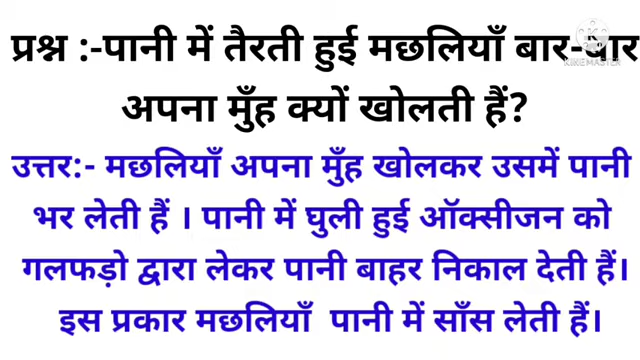 प्रश्न :-पानी में तैरती हुई मछलियाँ बार-बार
KINEMASTER
अपना मुँह क्यों खोलती हैं?
उत्तर:- मछलियाँ अपना मुँह खोलकर उसमें पानी
भर लेती हैं । पानी में घुली हुई ऑक्सीजन को
गलफड़ो द्वारा लेकर पानी बाहर निकाल देती हैं।
इस प्रकार मछलियाँ पानी में साँस लेती हैं।